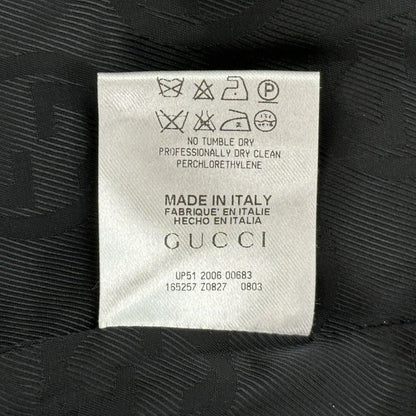 NO TUMBLE DRY
PROFESSIONALLY DRY CLEAN
PERCHLORETHYLENE
MADE IN ITALY
FABRIQUE' EN ITALIE
HECHO EN ITALIA
GUCCI
UP51 2006 00683
165257 Z0827 0803